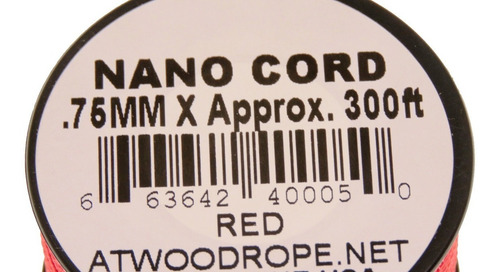 NANO CORD
.75MM X Approx. 300ft
6 63642 40005 0
RED
ATWOODROPE.NET